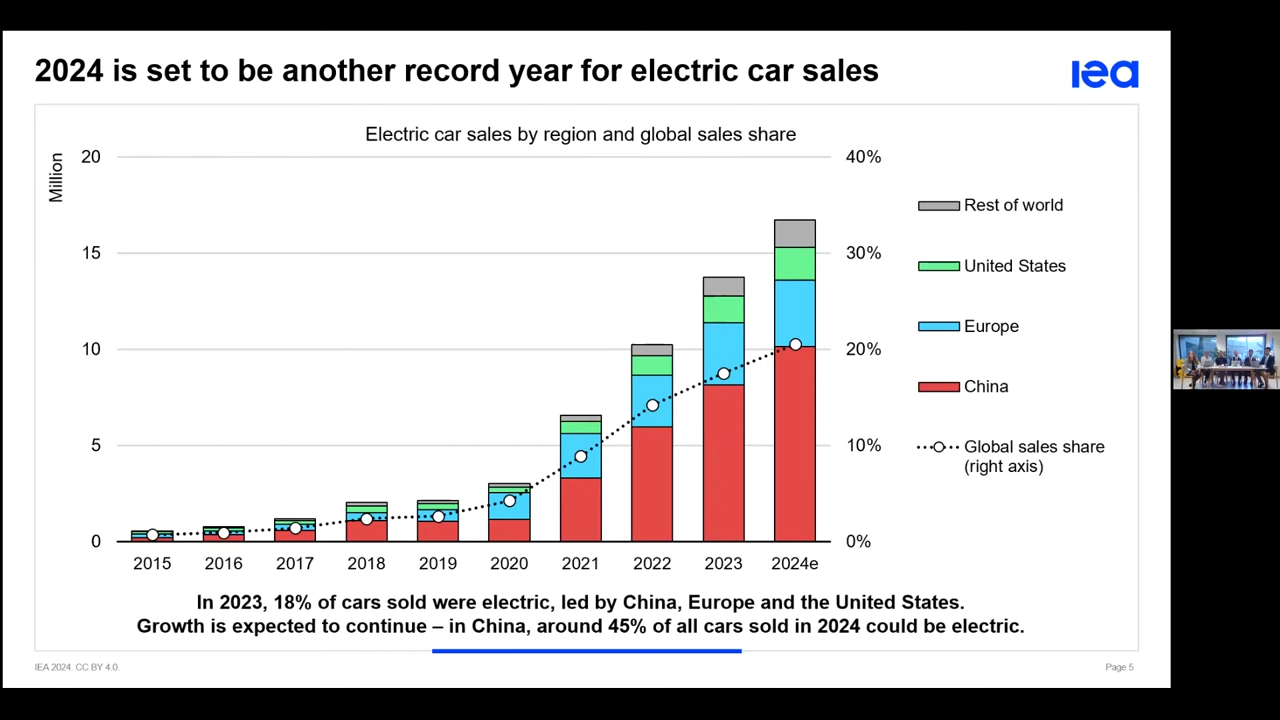 2024 is set to be another record year for electric car sales
iea
Electric car sales by region and global sales share
Million
20
15
10
5
0
40%
30%
20%
10%
0%
2015 2016 2017 2018 2019 2020 2021 2022 2023 2024e
Rest of world
United States
Europe
China
Global sales share
(right axis)
In 2023, 18% of cars sold were electric, led by China, Europe and the United States.
Growth is expected to continue – in China, around 45% of all cars sold in 2024 could be electric.
IEA 2024. CC BY 4.0.
Page 5